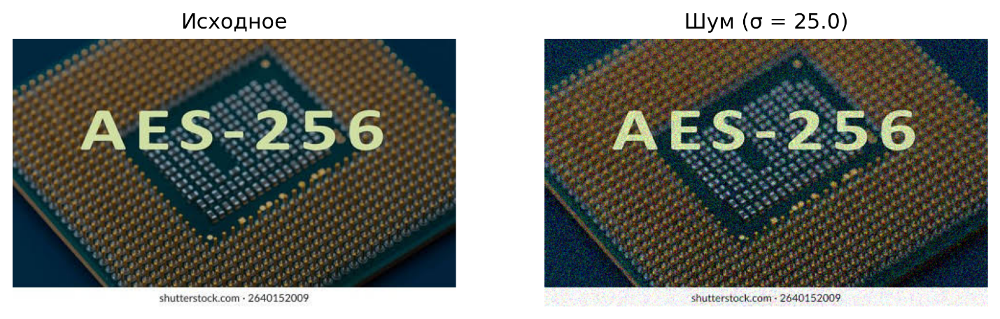 Исходное
Шум (σ = 25.0)
AES-256
AES-256
shutterstock.com · 2640152009
shutterstock.com · 2640152009